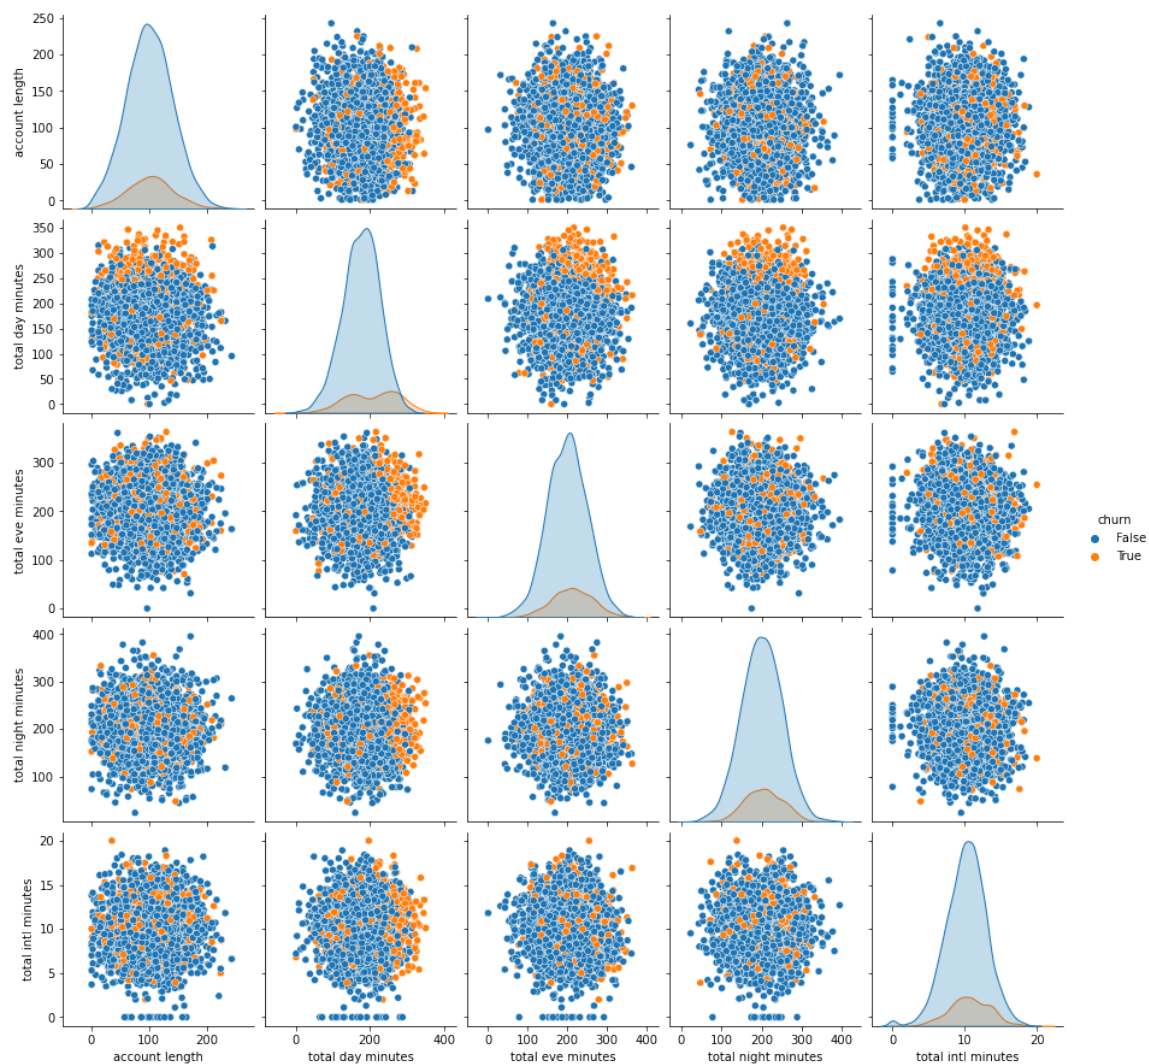 250
200
150
100
50
0
account length
350
300
250
200
150
100
50
0
total day minutes
300
200
100
0
total eve minutes
churn
False
True
400
300
200
100
total night minutes
20
15
10
5
0
total intl minutes
0 100 200
0 200 400
0 100 200 300 400
0 200 400
0 10 20
account length
total day minutes
total eve minutes
total night minutes
total intl minutes